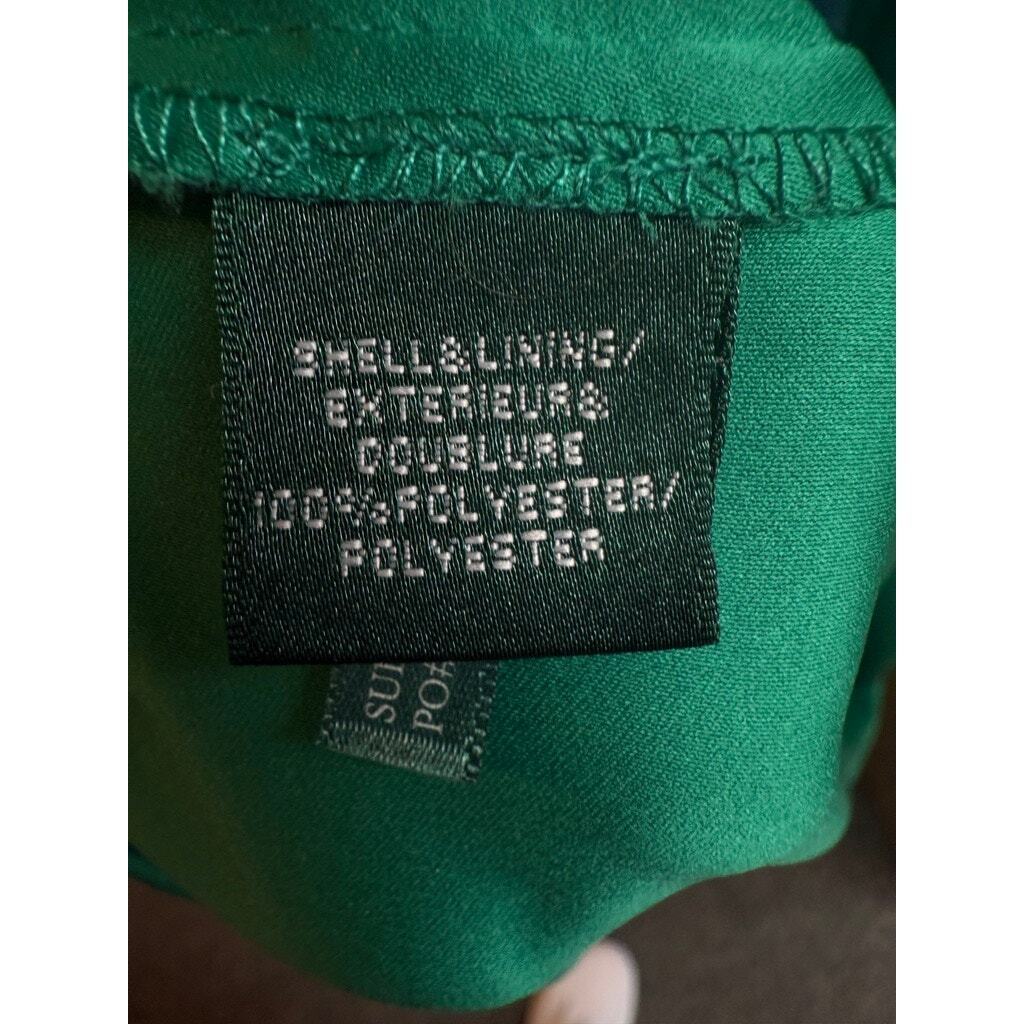 SHELL&LINING/
EXTERIEUR&
DOUBLURE
100%POLYESTER/
POLYESTER